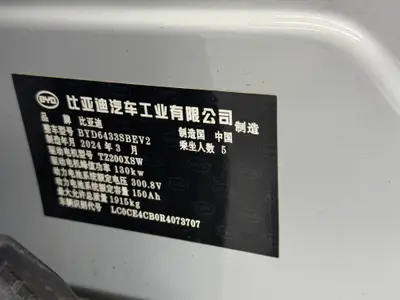 BYD 比亚迪汽车工业有限公司 制造
品 牌 比亚迪 制造国 中国
整车型号 BYD6433SBEV2 乘坐人数 5
制造年月 2024 年 3 月
驱动电机型号 TZ200XSW
驱动电机峰值功率 130kw
动力电池系统额定电压 300.8V
动力电池系统额定容量 150Ah
最大允许总质量 1915kg
车辆识别代号 LC0CE4CB0R4073707